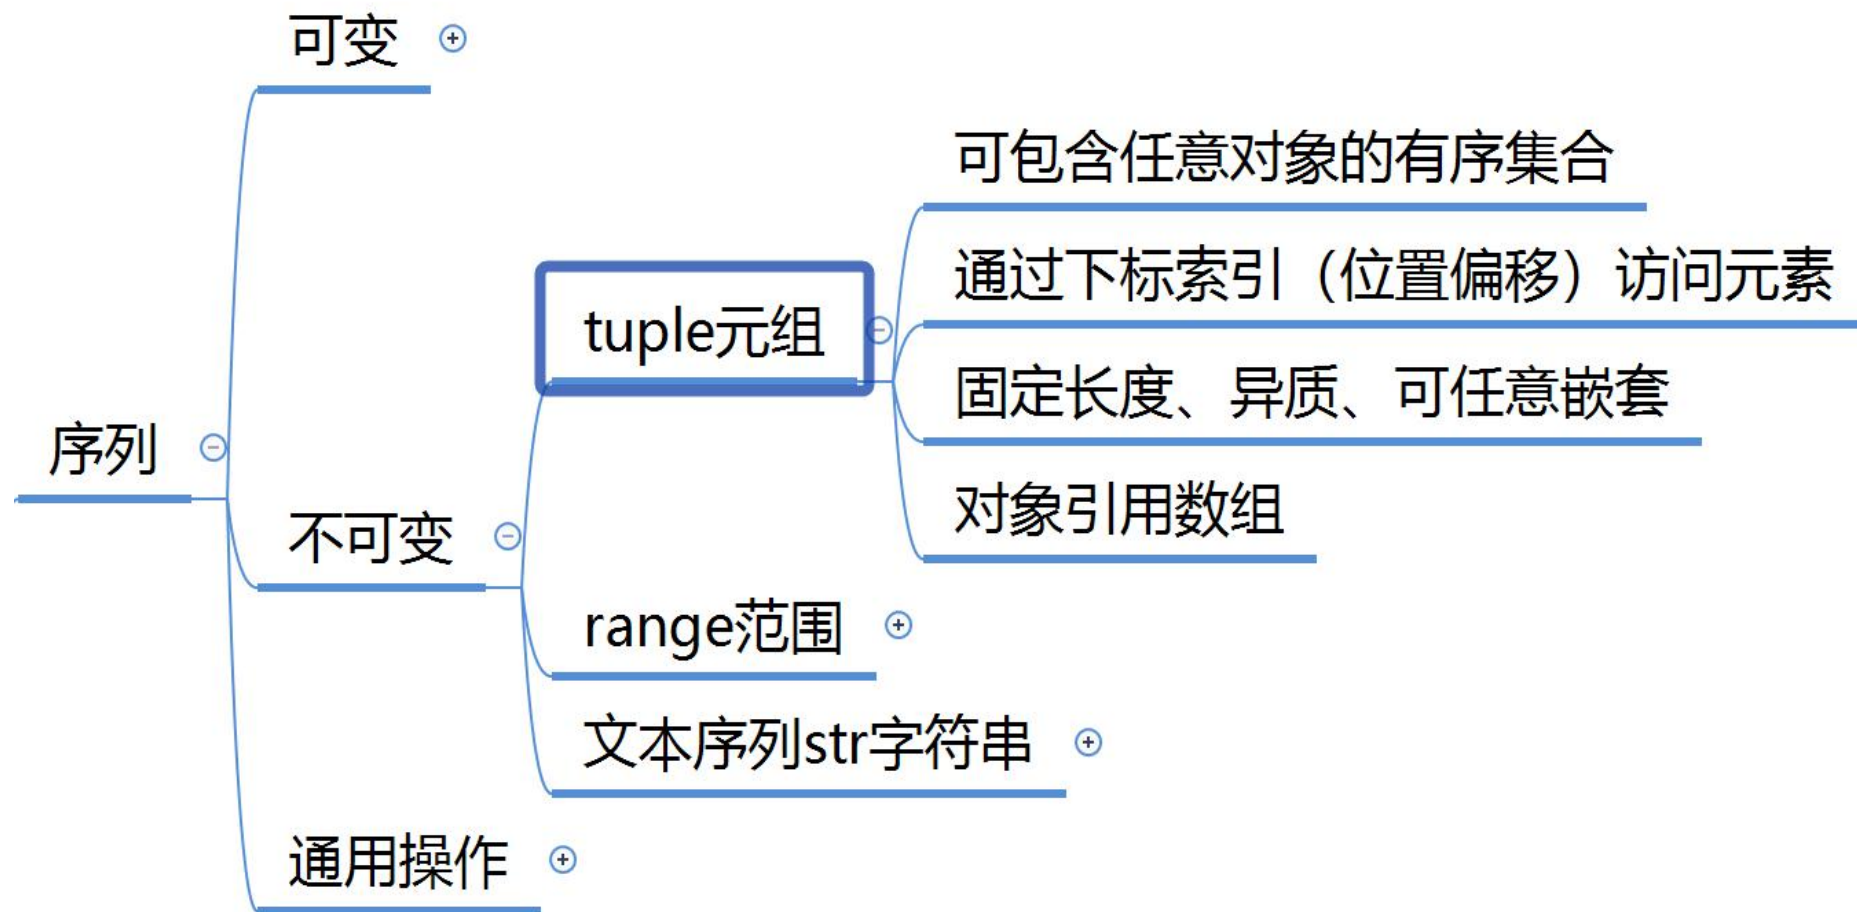 可变
可包含任意对象的有序集合
通过下标索引（位置偏移）访问元素
tuple元组
固定长度、异质、可任意嵌套
序列
对象引用数组
不可变
range范围
文本序列str字符串
通用操作